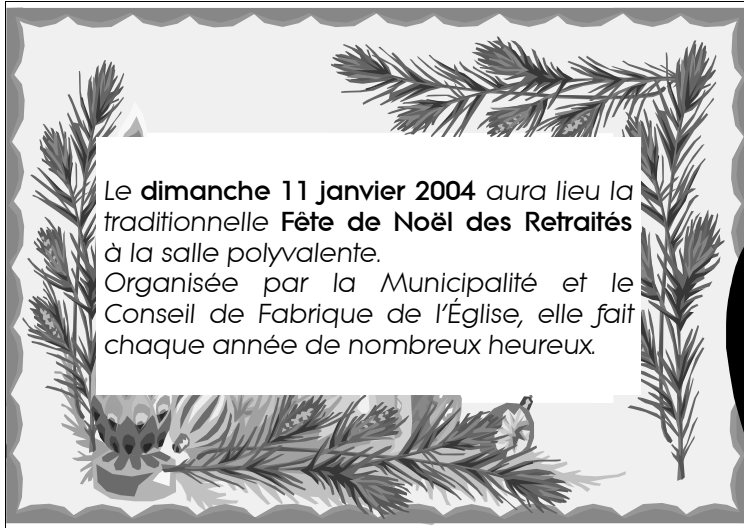 Le dimanche 11 janvier 2004 aura lieu la
traditionnelle Fête de Noël des Retraités
à la salle polyvalente.
Organisée par la Municipalité et le
Conseil de Fabrique de l'Église, elle fait
chaque année de nombreux heureux.